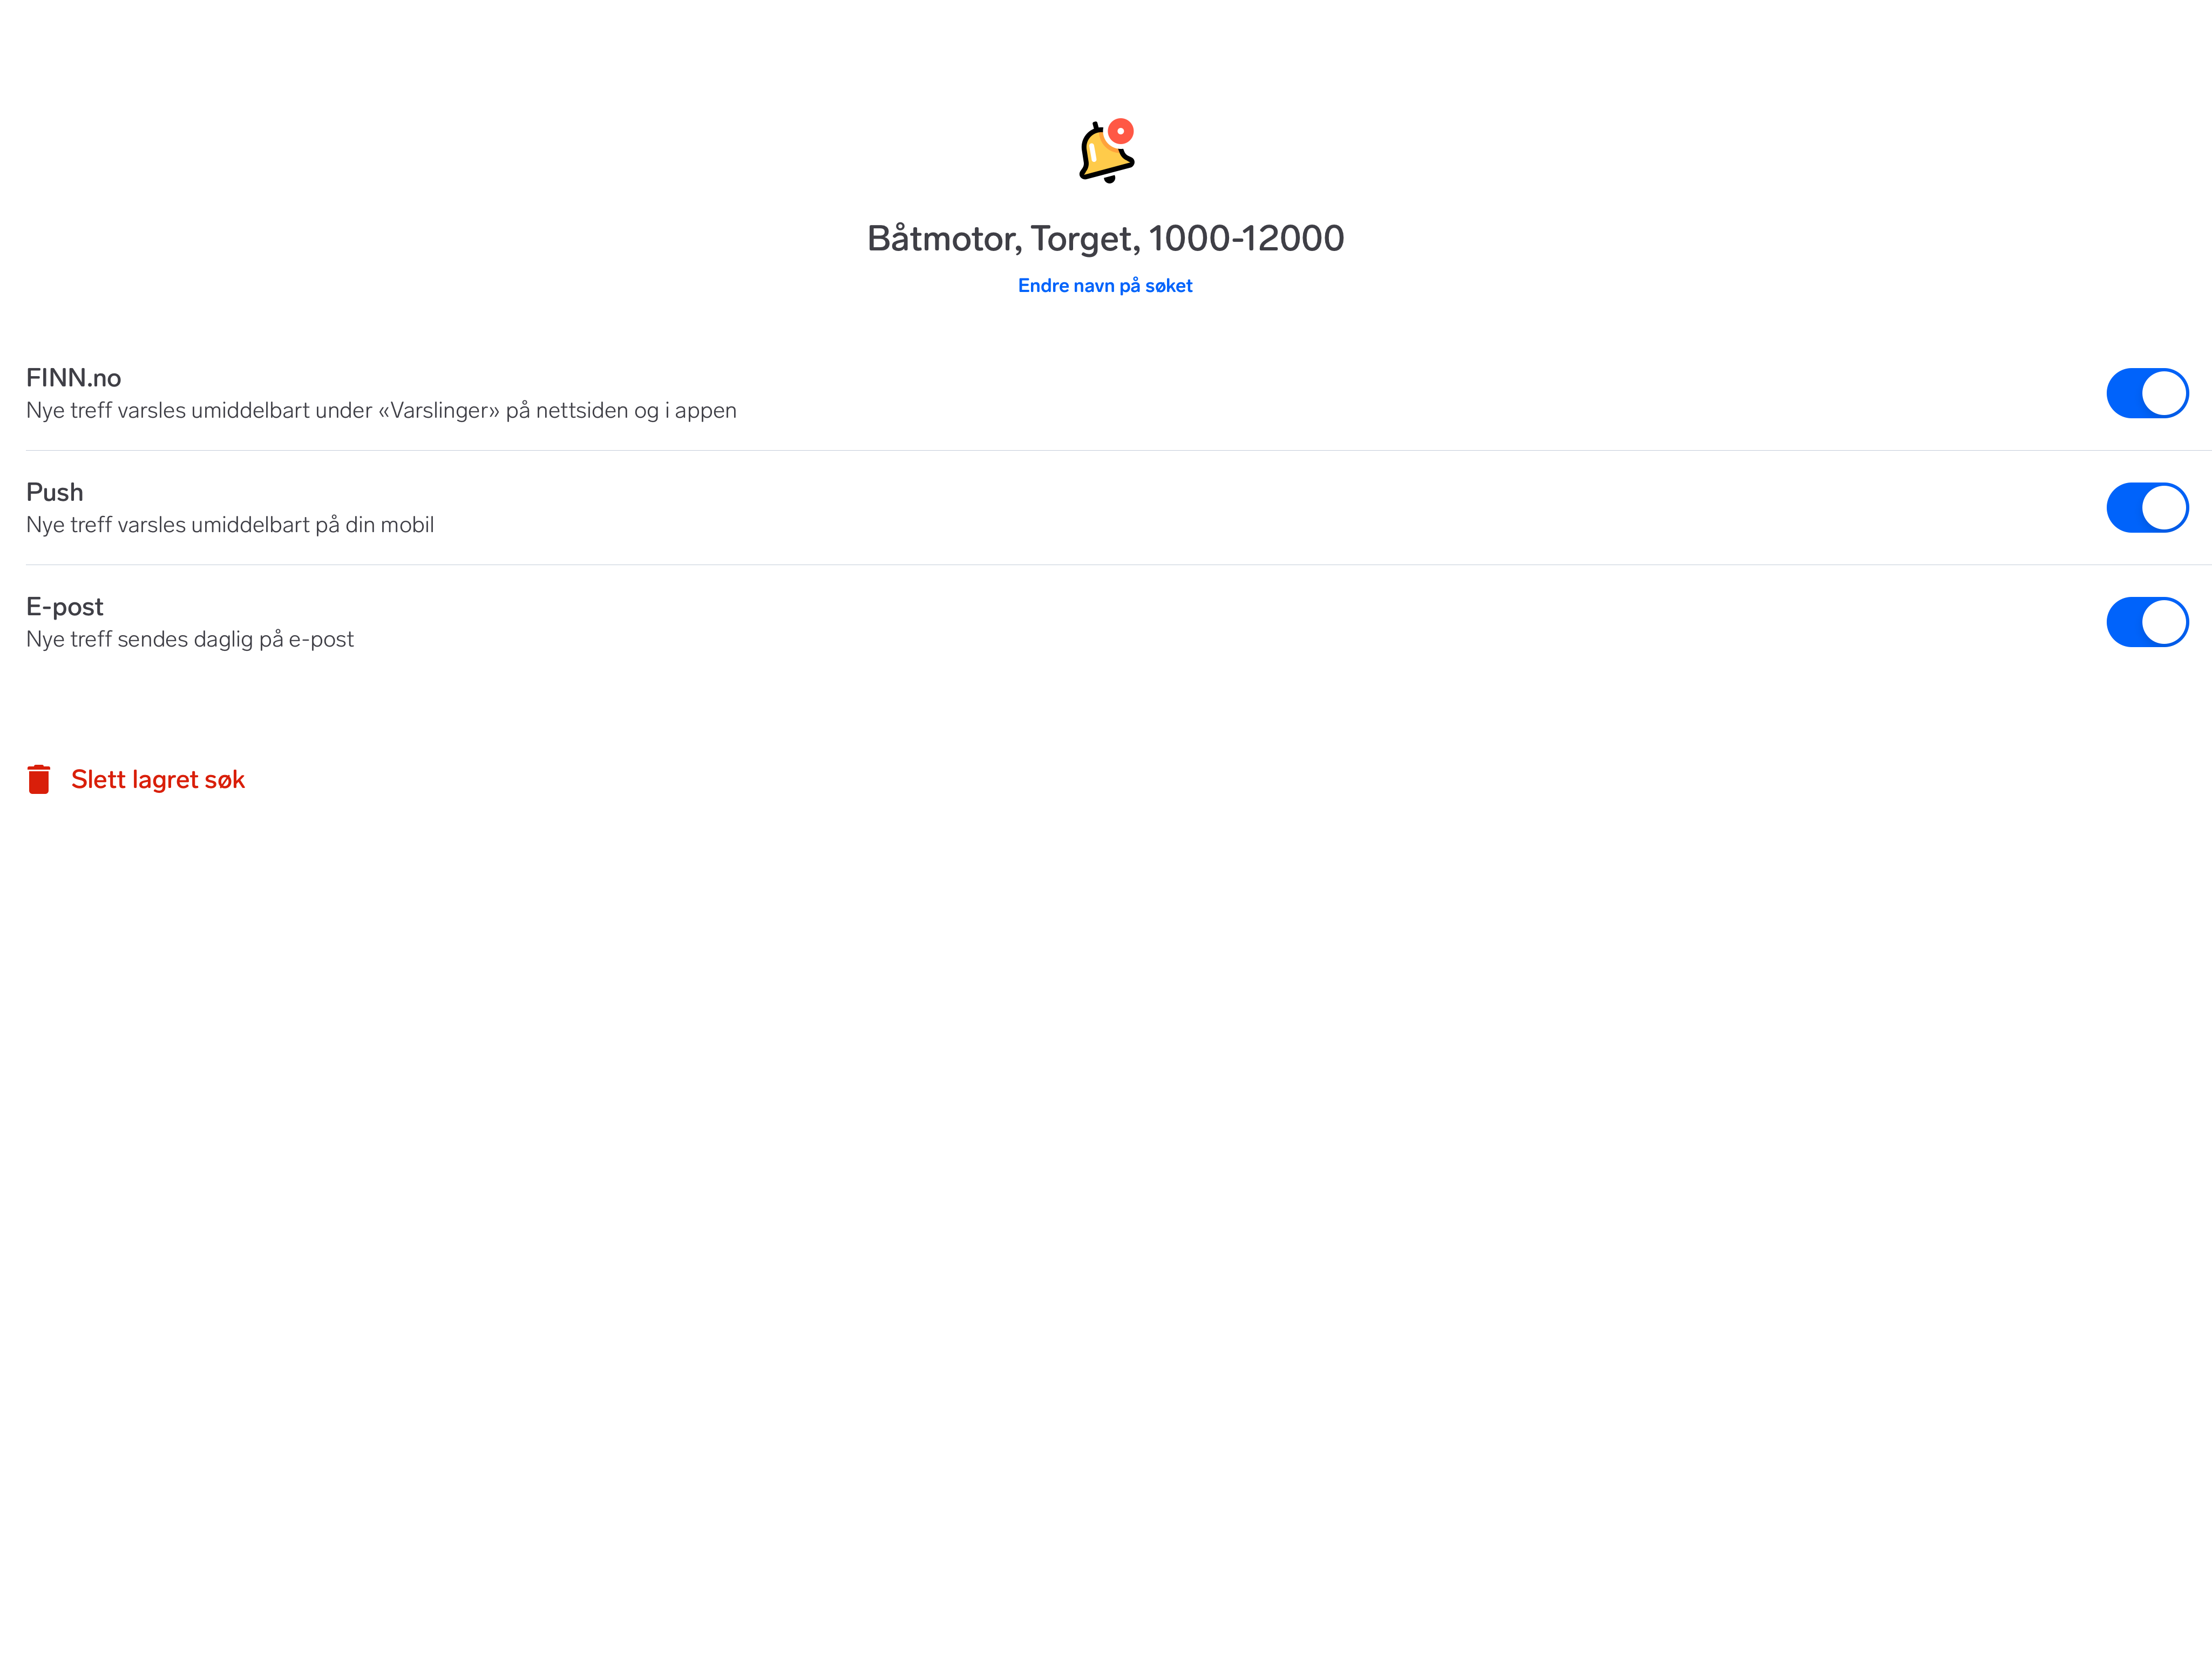 Båtmotor, Torget, 1000-12000
Endre navn på søket
FINN.no
Nye treff varsles umiddelbart under «Varslinger» på nettsiden og i appen
Push
Nye treff varsles umiddelbart på din mobil
E-post
Nye treff sendes daglig på e-post
Slett lagret søk